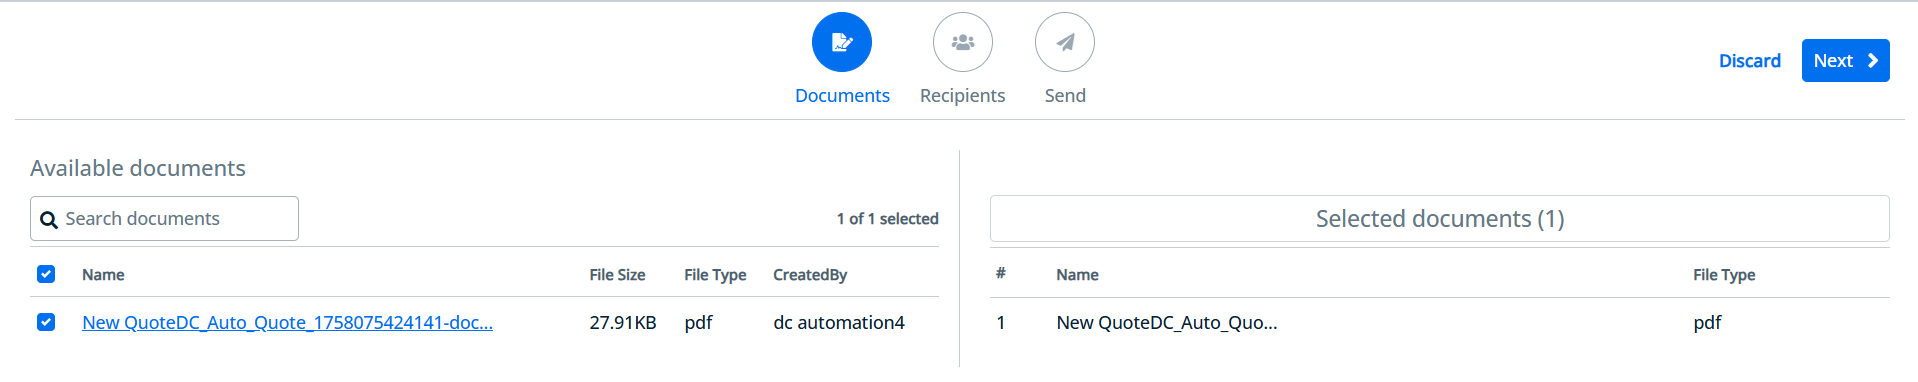 Documents
Recipients
Send
Discard
Next
Available documents
Search documents
1 of 1 selected
Name File Size File Type CreatedBy
New QuoteDC_Auto_Quote_1758075424141-doc... 27.91KB pdf dc automation4
Selected documents (1)
# Name File Type
1 New QuoteDC_Auto_Quo... pdf